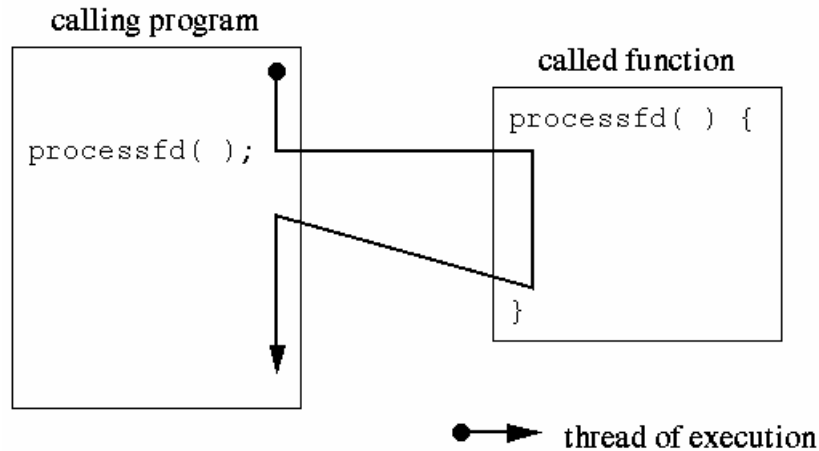 calling program
called function
processfd( ) {
processfd( );
}
thread of execution